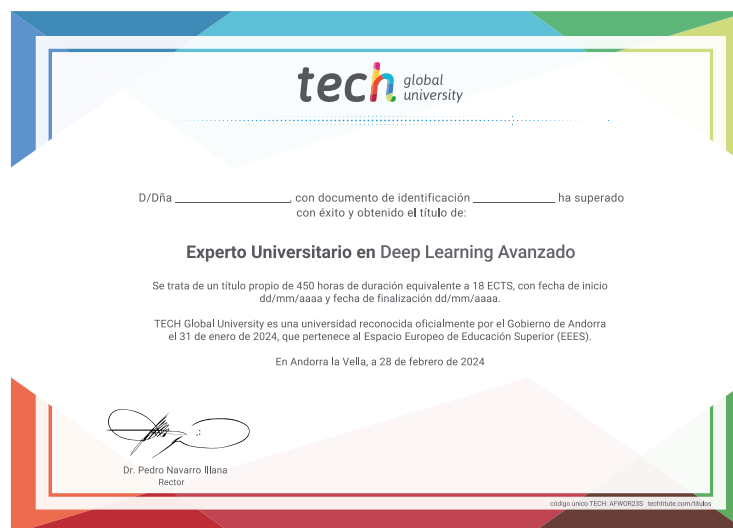 tech global university
D/Dña ____________________, con documento de identificación ______________ ha superado
con éxito y obtenido el título de:
Experto Universitario en Deep Learning Avanzado
Se trata de un título propio de 450 horas de duración equivalente a 18 ECTS, con fecha de inicio
dd/mm/aaaa y fecha de finalización dd/mm/aaaa.
TECH Global University es una universidad reconocida oficialmente por el Gobierno de Andorra
el 31 de enero de 2024, que pertenece al Espacio Europeo de Educación Superior (EEES).
En Andorra la Vella, a 28 de febrero de 2024
Dr. Pedro Navarro Illana
Rector
código único TECH: AFWOR23S techtitute.com/titulos